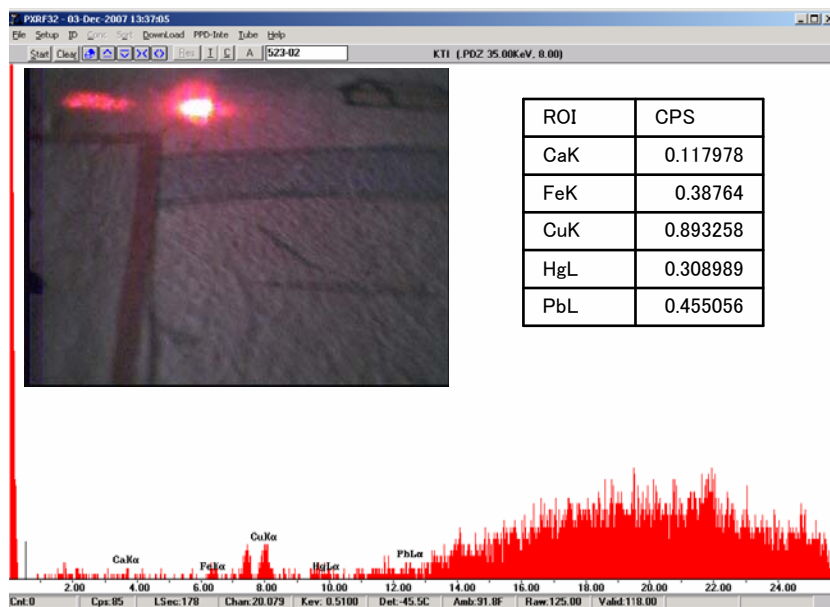 PXRF32 - 03-Dec-2007 13:37:05
File Setup ID Conc Sort DownLoad PPD-Inte Tube Help
Start Clear Res I C A 523-02 KTI (.PDZ 35.00KeV, 8.00)
ROI CPS
CaK 0.117978
FeK 0.38764
CuK 0.893258
HgL 0.308989
PbL 0.455056
CuKα
CaKα FeKα HgLα PbLα
2.00 4.00 6.00 8.00 10.00 12.00 14.00 16.00 18.00 20.00 22.00 24.00
Cnt:0 Cps:85 LSec:178 Chan:20.079 Kev: 0.5100 Det:-45.5C Amb:91.8F Raw:125.00 Valid:118.00